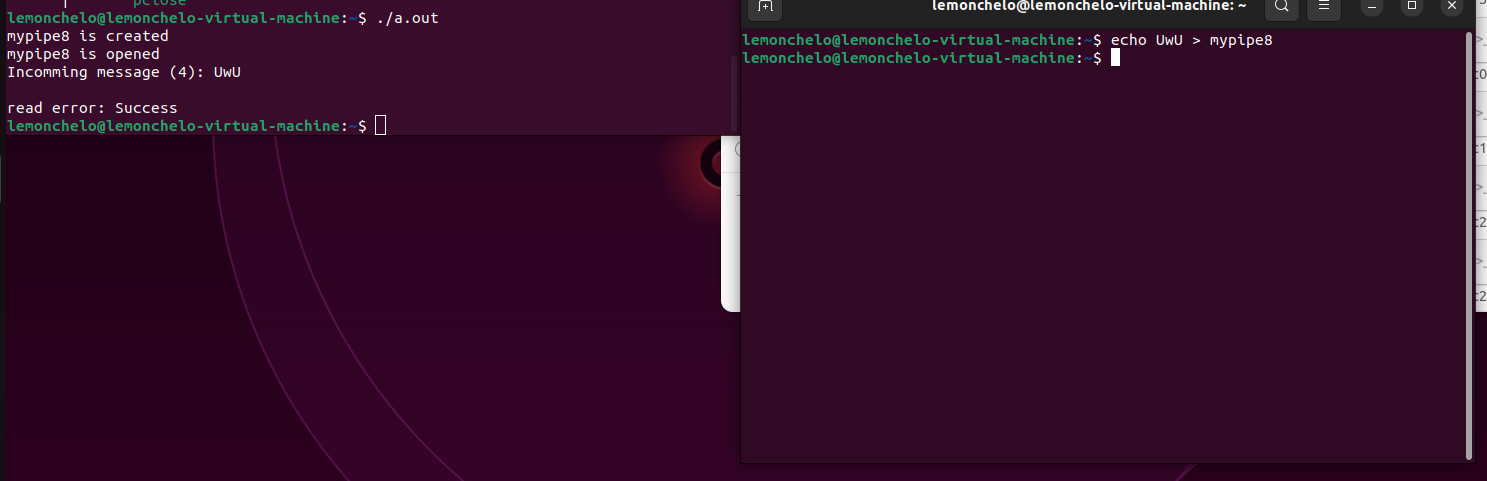 pclose
lemonchelo@lemonchelo-virtual-machine:~$ ./a.out
mypipe8 is created
mypipe8 is opened
Incomming message (4): UwU
read error: Success
lemonchelo@lemonchelo-virtual-machine:~$
lemonchelo@lemonchelo-virtual-machine: ~
lemonchelo@lemonchelo-virtual-machine:~$ echo UwU > mypipe8
lemonchelo@lemonchelo-virtual-machine:~$